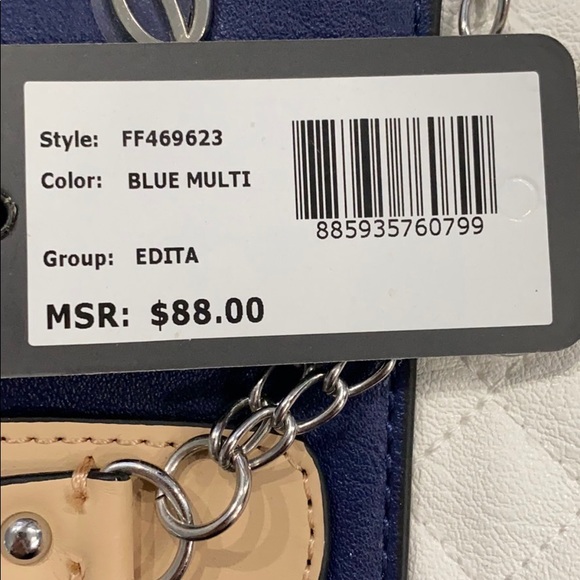 Style: FF469623
Color: BLUE MULTI
885935760799
Group: EDITA
MSR: $88.00